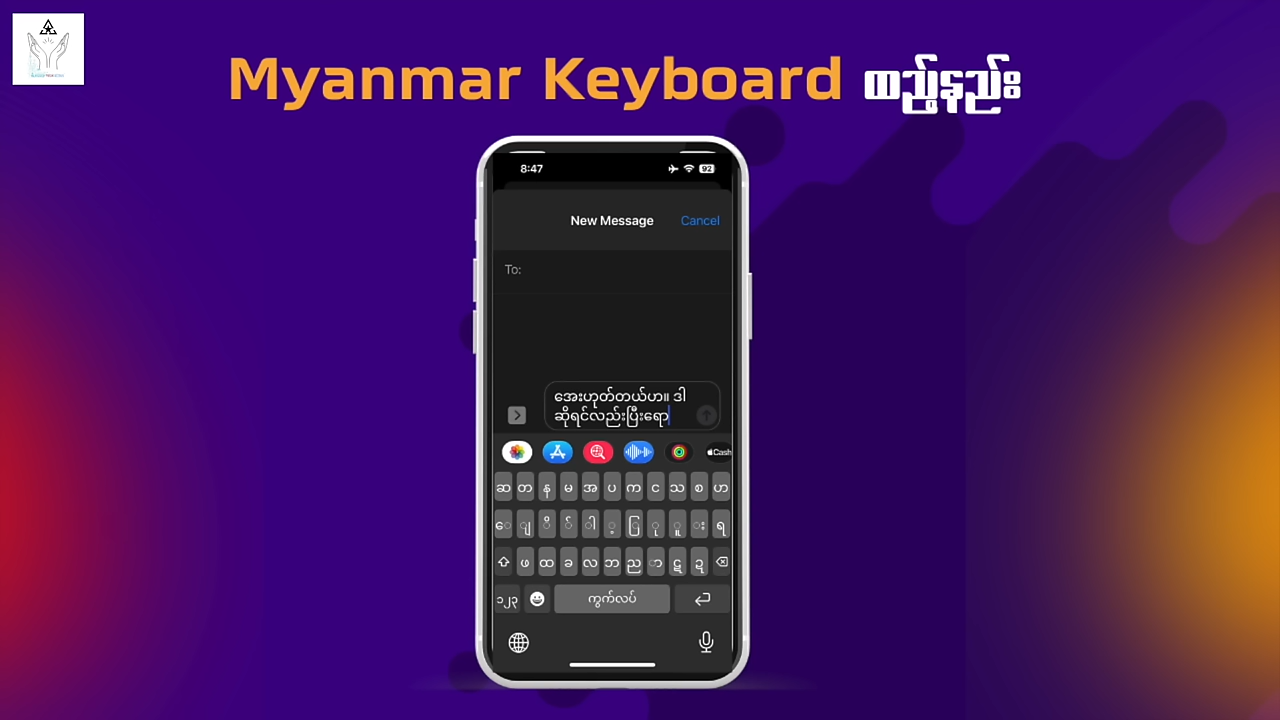 Myanmar Keyboard ထည့်နည်း
8:47
92
New Message
Cancel
To:
အေးဟုတ်တယ်ဟ။ ဒါ
ဆိုရင်လည်းပြီးရော
Cash
ဆ တ န မ အ ပ က င သ စ ဟ
ေ ျ ိ ် ါ ့ ြ ု ူ း ရ
ဖ ထ ခ လ ဘ ည ာ ဋ ဍ
၁၂၃
ကွက်လပ်